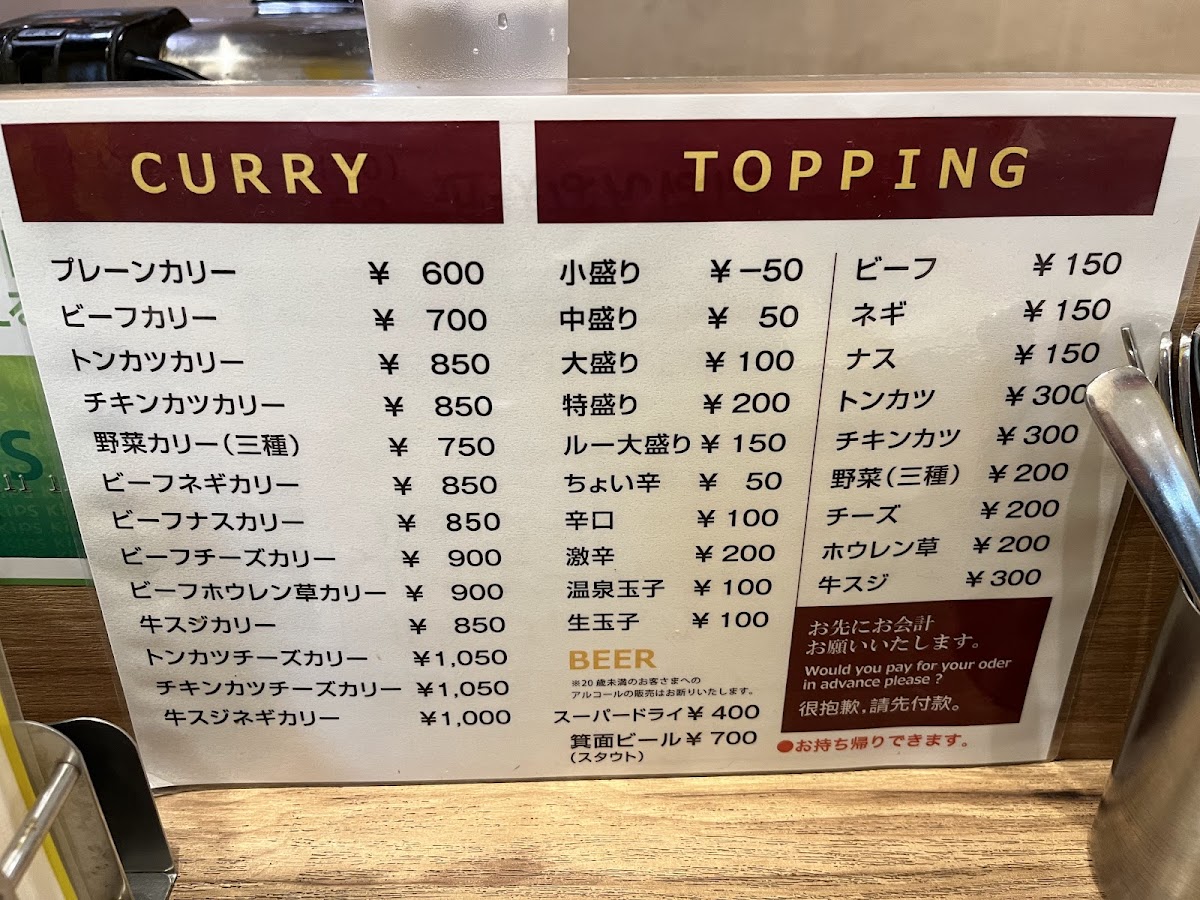 CURRY
プレーンカリー ¥ 600
ビーフカリー ¥ 700
トンカツカリー ¥ 850
チキンカツカリー ¥ 850
野菜カリー(三種) ¥ 750
ビーフネギカリー ¥ 850
ビーフナスカリー ¥ 850
ビーフチーズカリー ¥ 900
ビーフホウレン草カリー ¥ 900
牛スジカリー ¥ 850
トンカツチーズカリー ¥1,050
チキンカツチーズカリー ¥1,050
牛スジネギカリー ¥1,000
TOPPING
小盛り ¥−50
中盛り ¥ 50
大盛り ¥ 100
特盛り ¥ 200
ルー大盛り ¥ 150
ちょい辛 ¥ 50
辛口 ¥ 100
激辛 ¥ 200
温泉玉子 ¥ 100
生玉子 ¥ 100
BEER
※20歳未満のお客さまへの
アルコールの販売はお断りいたします。
スーパードライ ¥ 400
箕面ビール ¥ 700
(スタウト)
ビーフ ¥ 150
ネギ ¥ 150
ナス ¥ 150
トンカツ ¥ 300
チキンカツ ¥ 300
野菜(三種) ¥ 200
チーズ ¥ 200
ホウレン草 ¥ 200
牛スジ ¥ 300
お先にお会計
お願いいたします。
Would you pay for your oder
in advance please ?
很抱歉,請先付款。
●お持ち帰りできます。